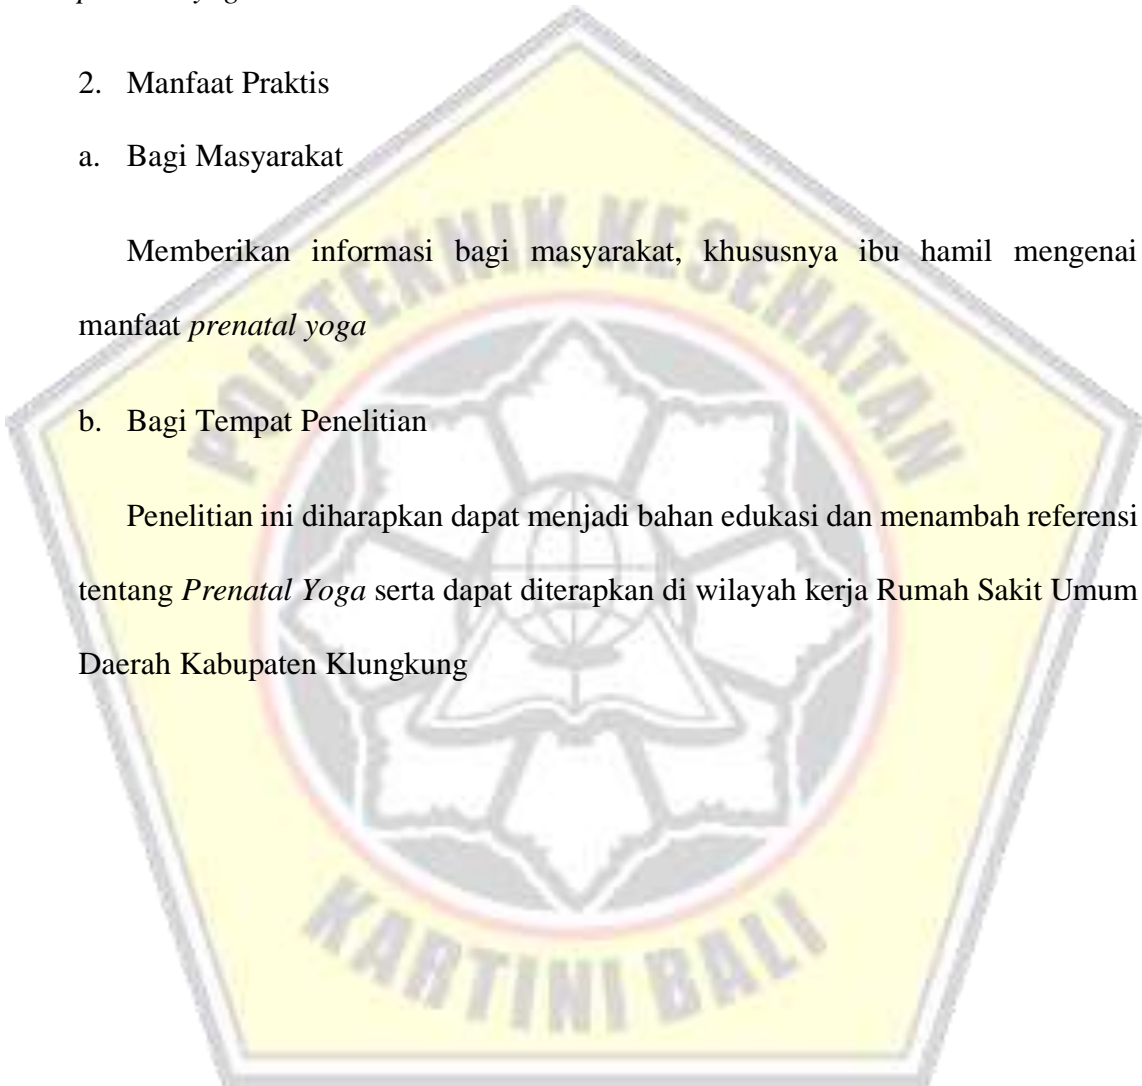 2. Manfaat Praktis
a. Bagi Masyarakat
Memberikan informasi bagi masyarakat, khususnya ibu hamil mengenai
manfaat prenatal yoga
b. Bagi Tempat Penelitian
Penelitian ini diharapkan dapat menjadi bahan edukasi dan menambah referensi
tentang Prenatal Yoga serta dapat diterapkan di wilayah kerja Rumah Sakit Umum
Daerah Kabupaten Klungkung
POLITEKNIK KESEHATAN
KARTINI BALI